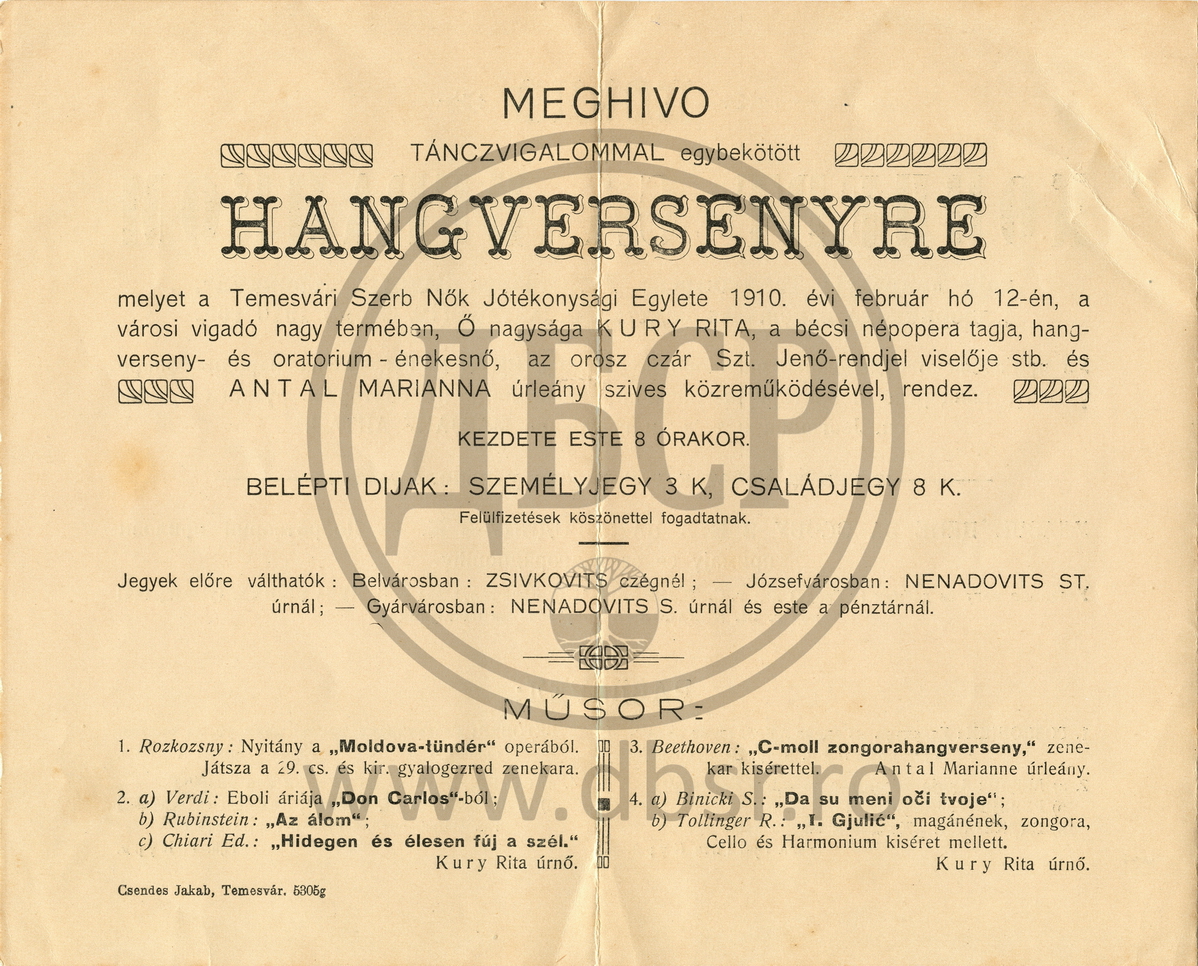 MEGHIVO
TÁNCZVIGALOMMAL egybekötött
HANGVERSENYRE
melyet a Temesvári Szerb Nők Jótékonysági Egylete 1910. évi február hó 12-én, a
városi vigadó nagy termében, Ő nagysága KURY RITA, a bécsi népopera tagja, hang-
verseny- és oratorium-énekesnő, az orosz czár Szt. Jenő-rendjel viselője stb. és
ANTAL MARIANNA úrleány szives közreműködésével, rendez.
KEZDETE ESTE 8 ÓRAKOR.
BELÉPTI DIJAK: SZEMÉLYJEGY 3 K, CSALÁDJEGY 8 K.
Felülfizetések köszönettel fogadtatnak.
Jegyek előre válthatók: Belvárosban: ZSIVKOVITS czégnél; — Józsefvárosban: NENADOVITS ST.
úrnál; — Gyárvárosban: NENADOVITS S. úrnál és este a pénztárnál.
MŰSOR:
1. Rozkozsny: Nyitány a „Moldova-tündér“ operából.
Játsza a 29. cs. és kir. gyalogezred zenekara.
2. a) Verdi: Eboli áriája „Don Carlos“-ból;
b) Rubinstein: „Az álom“;
c) Chiari Ed.: „Hidegen és élesen fúj a szél.“
Kury Rita úrnő.
3. Beethoven: „C-moll zongorahangverseny,“ zene-
kar kisérettel. Antal Marianne úrleány.
4. a) Binicki S.: „Da su meni oči tvoje“;
b) Tollinger R.: „I. Gjulić“, magánének, zongora,
Cello és Harmonium kiséret mellett.
Kury Rita úrnő.
Csendes Jakab, Temesvár. 5305g
ДБСР
www.dbsr.ro